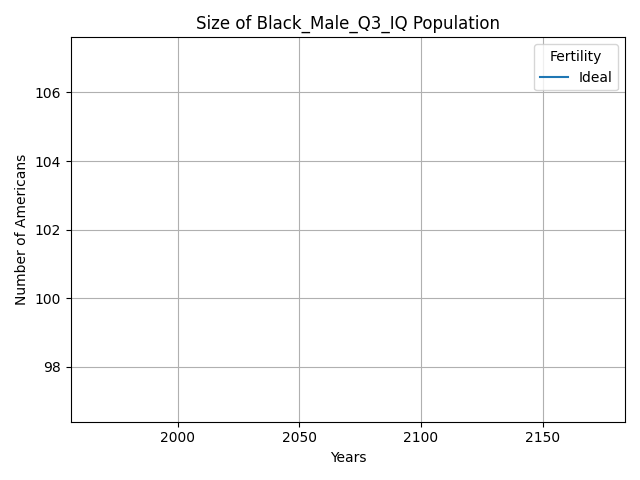 Size of Black_Male_Q3_IQ Population
Fertility
Ideal
106
104
102
100
98
Number of Americans
2000
2050
2100
2150
Years